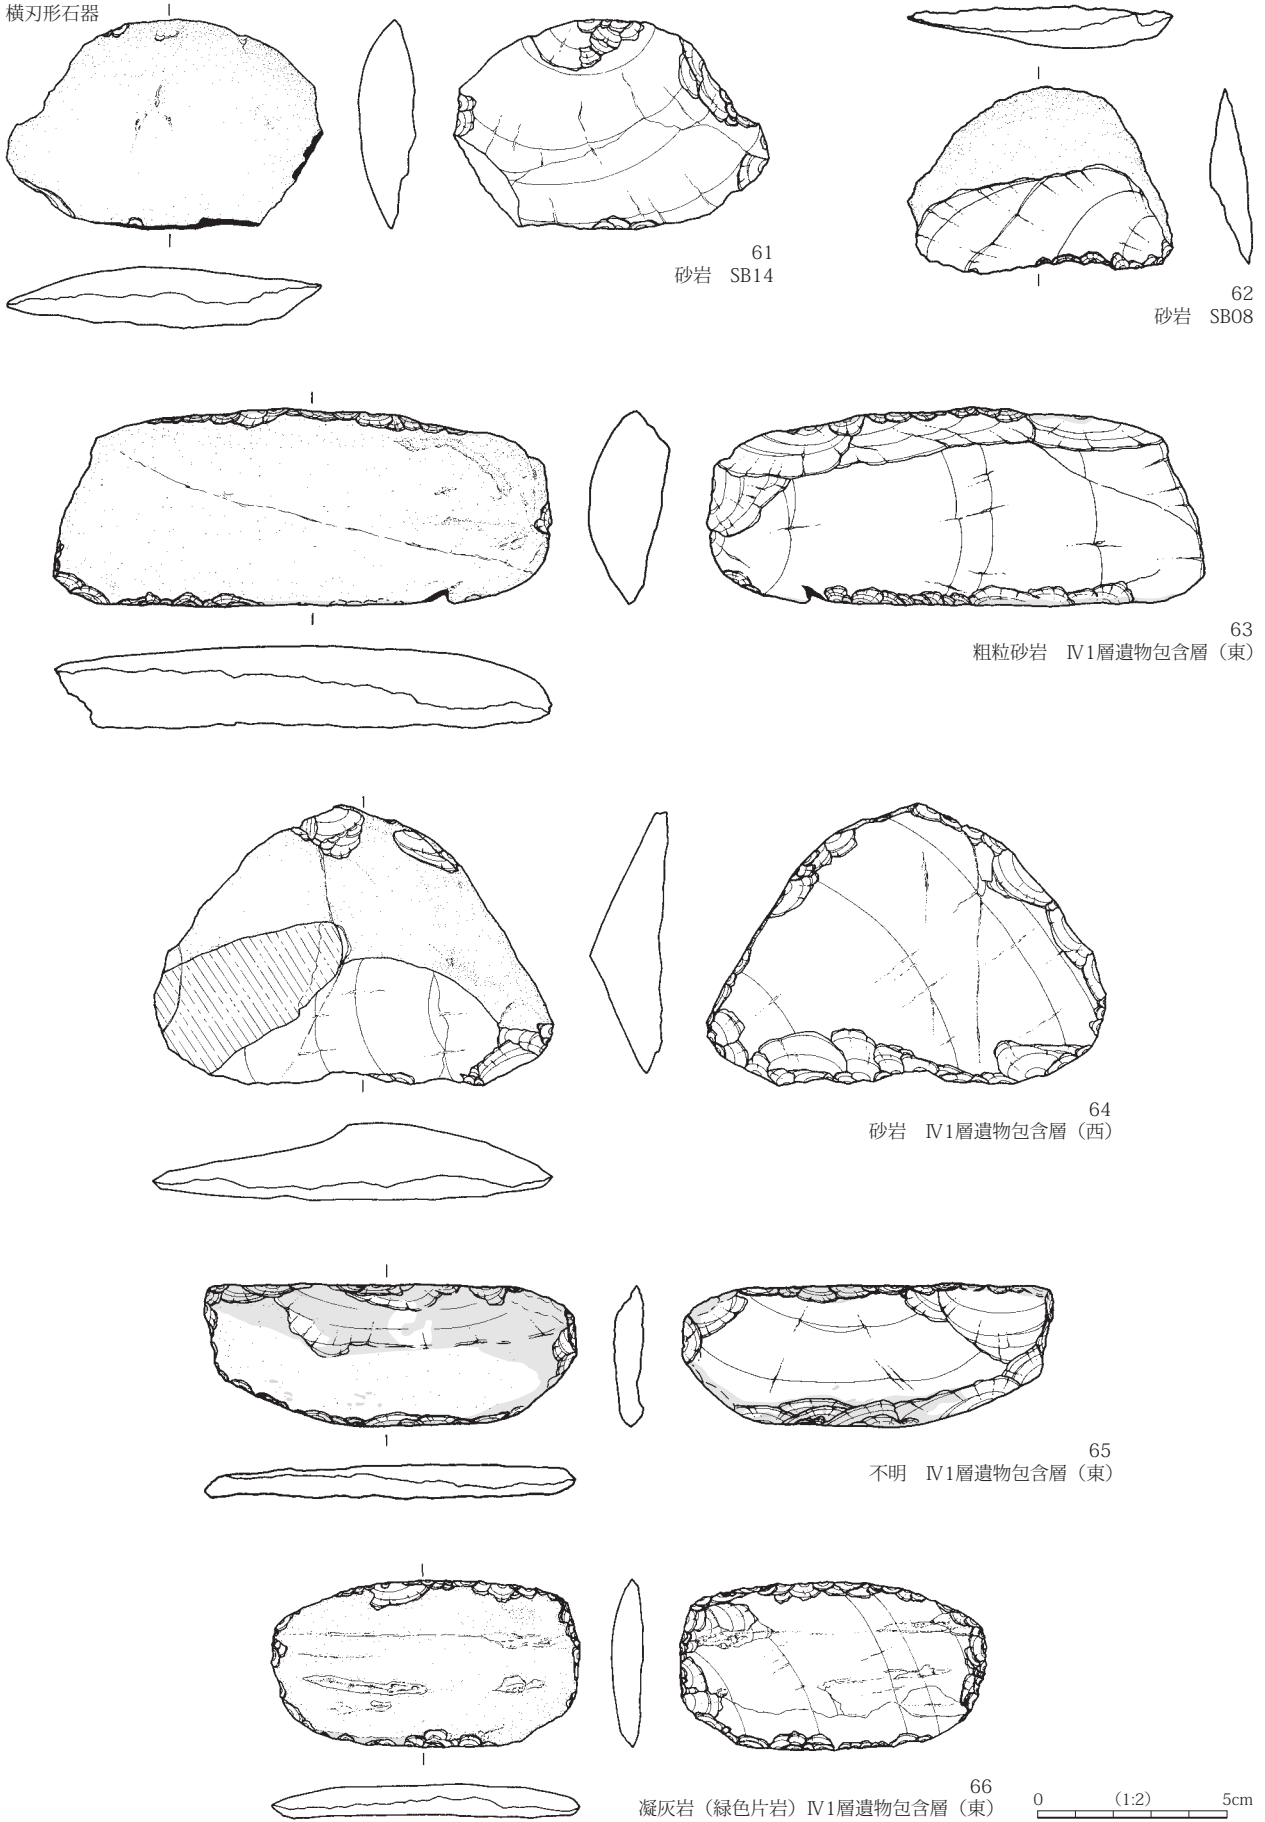 横刃形石器
61
砂岩　SB14
62
砂岩　SB08
63
粗粒砂岩　Ⅳ1層遺物包含層（東）
64
砂岩　Ⅳ1層遺物包含層（西）
65
不明　Ⅳ1層遺物包含層（東）
66
凝灰岩（緑色片岩）Ⅳ1層遺物包含層（東）
0　(1:2)　5cm